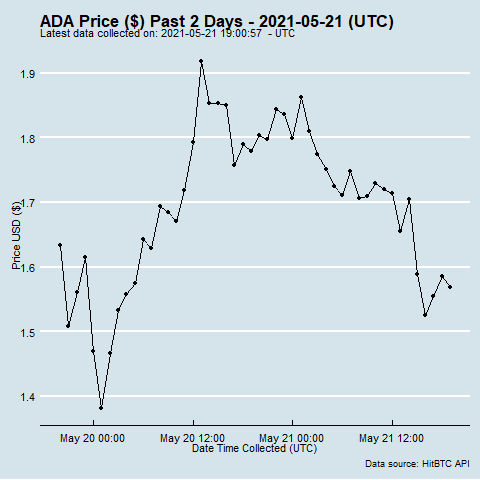 ADA Price ($) Past 2 Days - 2021-05-21 (UTC)
Latest data collected on: 2021-05-21 19:00:57 - UTC
1.9
1.8
1.7
1.6
1.5
1.4
Price USD ($)
May 20 00:00 May 20 12:00 May 21 00:00 May 21 12:00
Date Time Collected (UTC)
Data source: HitBTC API